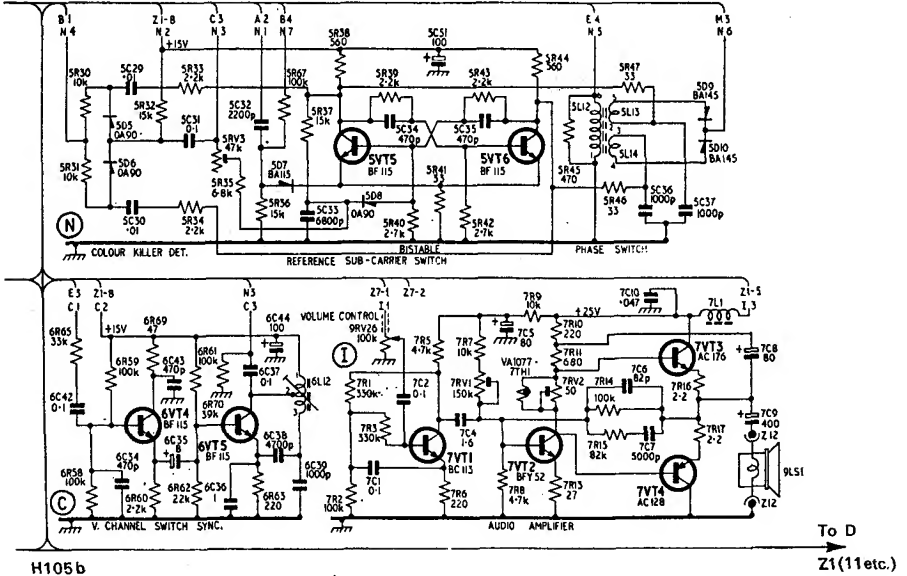 B1 Z1-8 C3 A2 B4 E4 M3
N4 N2 N3 N1 N7 N5 N6
+15V
5R38 560
5C51 100
5R44 560
5R30 10k
5C29 ·01
5R33 2·2k
5R32 15k
5C31 0·1
5RV3 47k
5C32 2200p
5R67 100k
5R37 15k
5R39 2·2k
5R43 2·2k
5C34 470p
5C35 470p
5R47 33
5L12
5L13
5L14
5D9 BA145
5D10 BA145
5D5 OA90
5D6 OA90
5R31 10k
5C30 ·01
5R34 2·2k
5R35 6·8k
5D7 BA115
5R36 15k
5C33 6800p
5VT5 BF115
5VT6 BF115
5D8 OA90
5R41 33
5R40 2·7k
5R42 2·7k
5R45 470
5R46 33
5C36 1000p
5C37 1000p
N
COLOUR KILLER DET.
BISTABLE
REFERENCE SUB-CARRIER SWITCH
PHASE SWITCH
E3 Z1-8 N3 Z7-1 Z7-2 Z1-5
C1 C2 C3 I1 I,3
+15V
6R65 33k
6R59 100k
6R69 47
6C43 470p
6R61 100k
6C44 100
6C37 0·1
6L12
1
2
3
6C42 0·1
6VT4 BF115
6R70 39k
6VT5 BF115
6C35 8
6C38 4700p
6C39 1000p
6R58 100k
6C34 470p
6R60 2·2k
6R62 22k
6C36 1
6R63 220
C
V. CHANNEL SWITCH SYNC.
VOLUME CONTROL
9RV26 100k
I
7R1 330k
7R3 330k
7C2 0·1
7R5 4·7k
7R7 10k
7C5 80
7R9 10k
+25V
7R10 220
7R11 680
7C10 ·047
7L1
7RV1 150k
VA1077 7TH1
7RV2 50
7C6 82p
7R14 100k
7R15 82k
7C7 5000p
7VT3 AC176
7R16 2·2
7R17 2·2
7C8 80
7C9 400
Z12
9LS1
Z12
7VT4 AC128
7C4 1·6
7VT1 BC113
7VT2 BFY52
7C1 0·1
7R2 100k
7R6 220
7R8 4·7k
7R13 27
AUDIO AMPLIFIER
To D
Z1(11etc.)
H105b